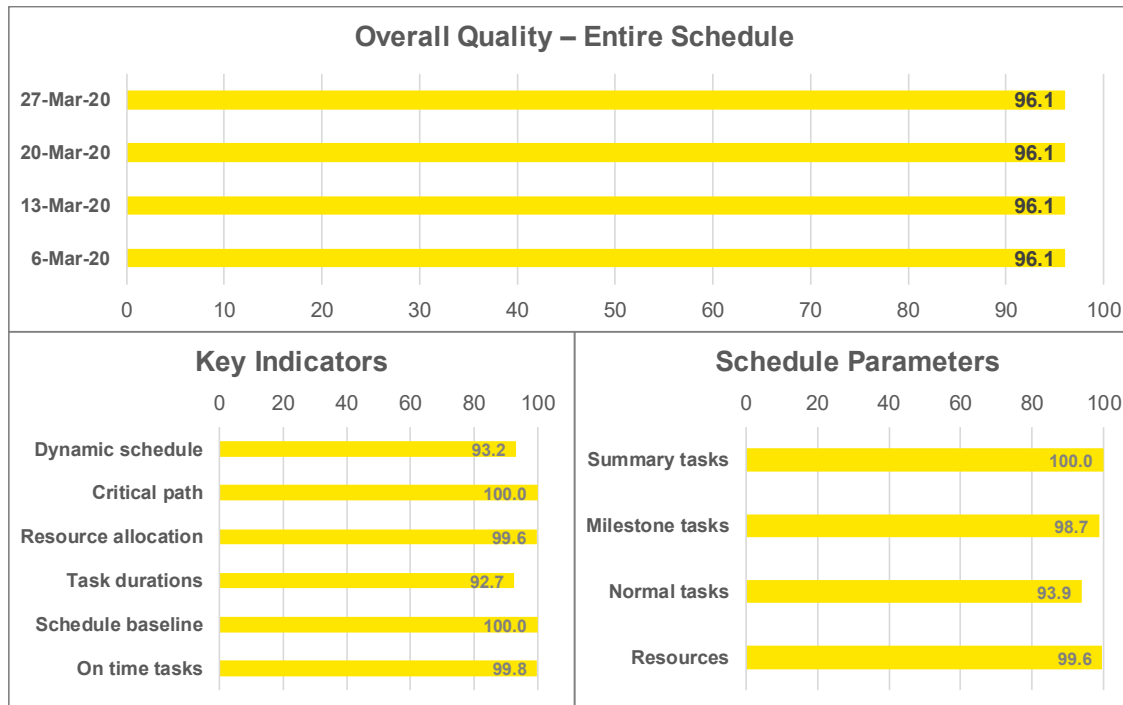 Overall Quality – Entire Schedule
27-Mar-20 96.1
20-Mar-20 96.1
13-Mar-20 96.1
6-Mar-20 96.1
0 10 20 30 40 50 60 70 80 90 100
Key Indicators
0 20 40 60 80 100
Dynamic schedule 93.2
Critical path 100.0
Resource allocation 99.6
Task durations 92.7
Schedule baseline 100.0
On time tasks 99.8
Schedule Parameters
0 20 40 60 80 100
Summary tasks 100.0
Milestone tasks 98.7
Normal tasks 93.9
Resources 99.6